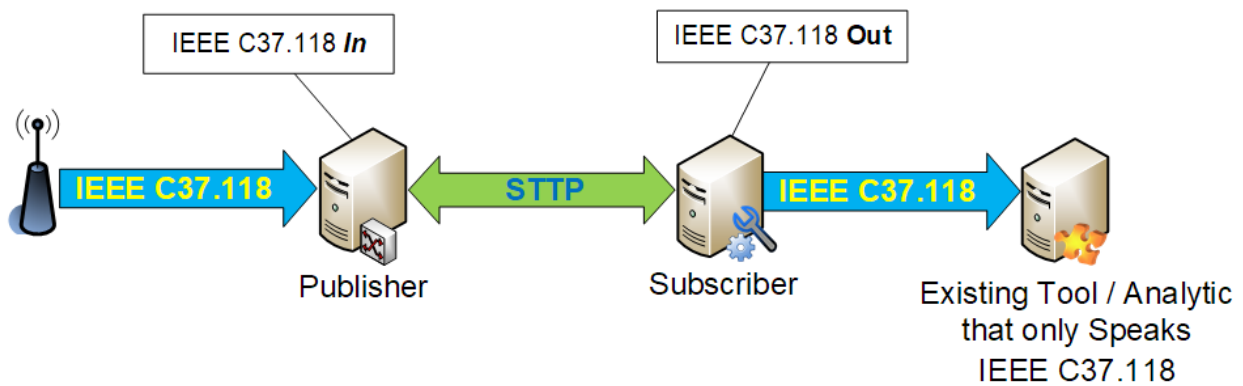 IEEE C37.118 In
IEEE C37.118 Out
IEEE C37.118
STTP
IEEE C37.118
Publisher
Subscriber
Existing Tool / Analytic
that only Speaks
IEEE C37.118